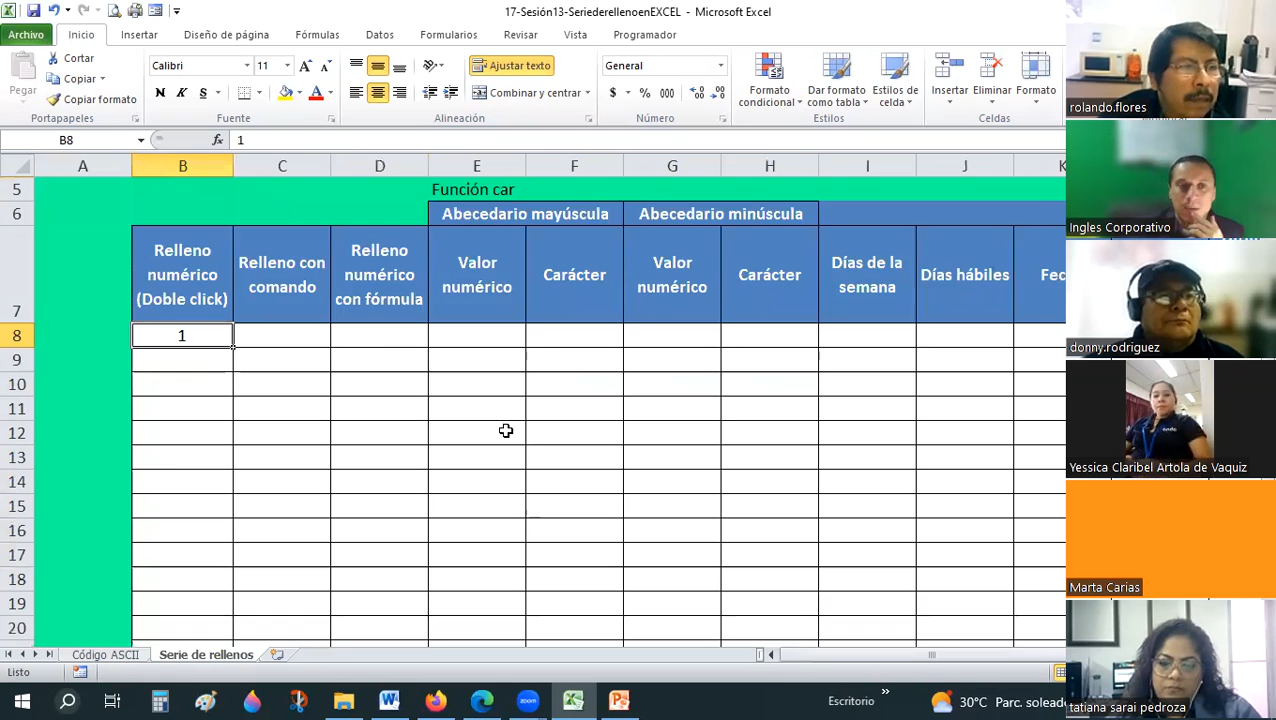 17-Sesión13-SeriederellenoenEXCEL - Microsoft Excel
Archivo Inicio Insertar Diseño de página Fórmulas Datos Formularios Revisar Vista Programador
Pegar
Cortar
Copiar
Copiar formato
Portapapeles
Calibri 11
N K S
A A
Fuente
Ajustar texto
Combinar y centrar
Alineación
General
$ % 000
Número
Formato condicional
Dar formato como tabla
Estilos de celda
Estilos
Insertar
Eliminar
Formato
Celdas
B8 fx 1
A B C D E F G H I J K
5 Función car
6 Abecedario mayúscula Abecedario minúscula
7 Relleno numérico (Doble click) Relleno con comando Relleno numérico con fórmula Valor numérico Carácter Valor numérico Carácter Días de la semana Días hábiles Fec
8 1
9
10
11
12
13
14
15
16
17
18
19
20
Código ASCII Serie de rellenos
Listo
Escritorio
30°C Parc. soleado
rolando.flores
Ingles Corporativo
donny.rodriguez
Yessica Claribel Artola de Vaquiz
Marta Carias
tatiana sarai pedroza